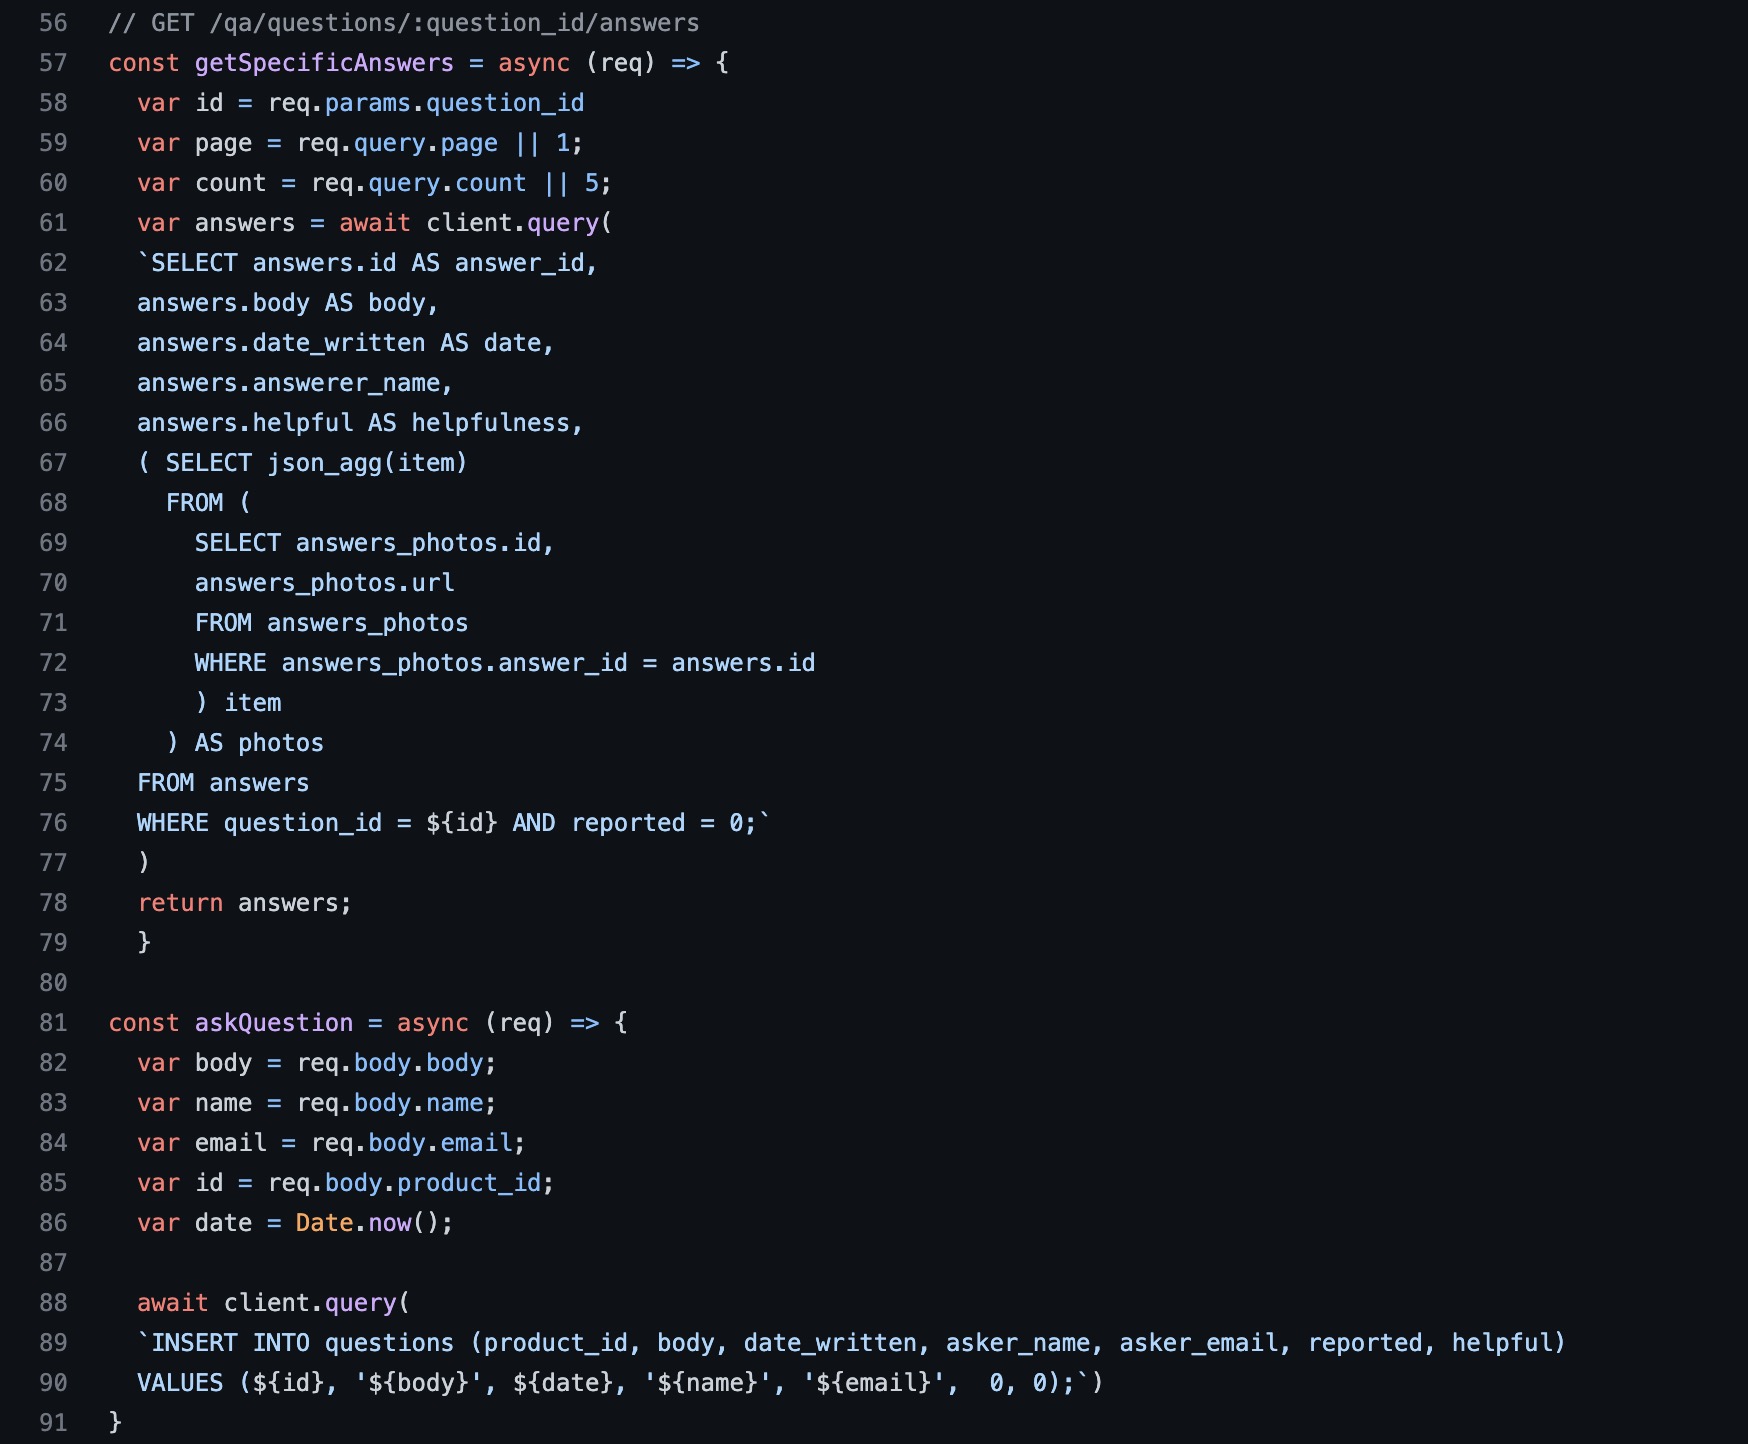 56 // GET /qa/questions/:question_id/answers
57 const getSpecificAnswers = async (req) => {
58   var id = req.params.question_id
59   var page = req.query.page || 1;
60   var count = req.query.count || 5;
61   var answers = await client.query(
62   `SELECT answers.id AS answer_id,
63   answers.body AS body,
64   answers.date_written AS date,
65   answers.answerer_name,
66   answers.helpful AS helpfulness,
67   ( SELECT json_agg(item)
68     FROM (
69       SELECT answers_photos.id,
70       answers_photos.url
71       FROM answers_photos
72       WHERE answers_photos.answer_id = answers.id
73       ) item
74     ) AS photos
75   FROM answers
76   WHERE question_id = ${id} AND reported = 0;`
77   )
78   return answers;
79   }
80
81 const askQuestion = async (req) => {
82   var body = req.body.body;
83   var name = req.body.name;
84   var email = req.body.email;
85   var id = req.body.product_id;
86   var date = Date.now();
87
88   await client.query(
89   `INSERT INTO questions (product_id, body, date_written, asker_name, asker_email, reported, helpful)
90   VALUES (${id}, '${body}', ${date}, '${name}', '${email}',  0, 0);`)
91 }